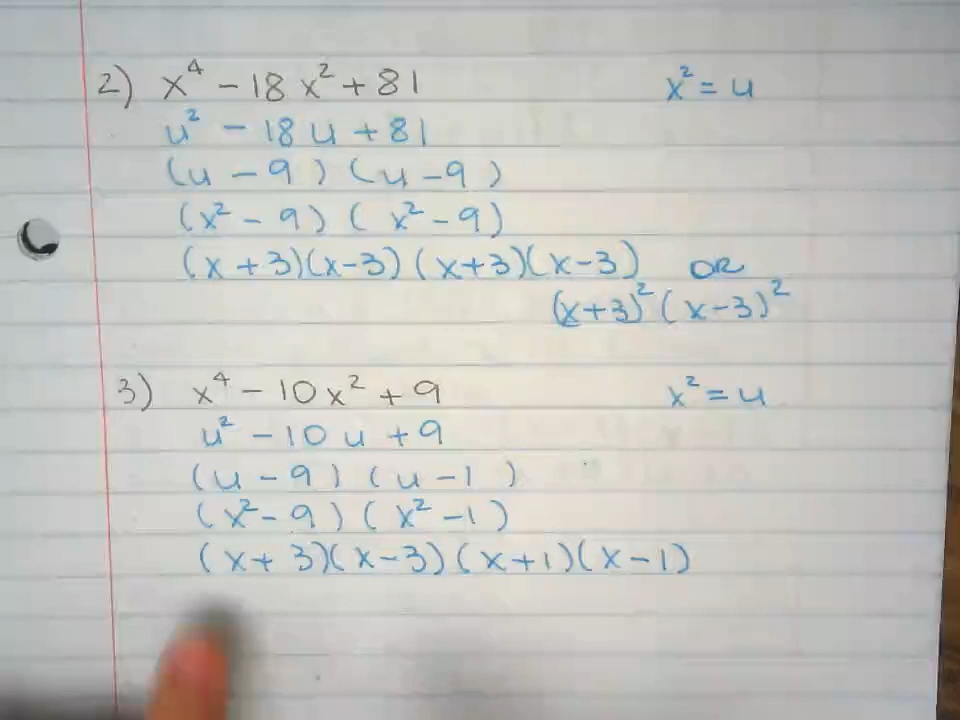 2) x⁴ - 18x² + 81 x² = u
u² - 18u + 81
(u - 9) (u - 9)
(x² - 9) (x² - 9)
(x + 3)(x - 3) (x + 3)(x - 3) OR
(x + 3)² (x - 3)²
3) x⁴ - 10x² + 9 x² = u
u² - 10u + 9
(u - 9) (u - 1)
(x² - 9) (x² - 1)
(x + 3)(x - 3) (x + 1)(x - 1)